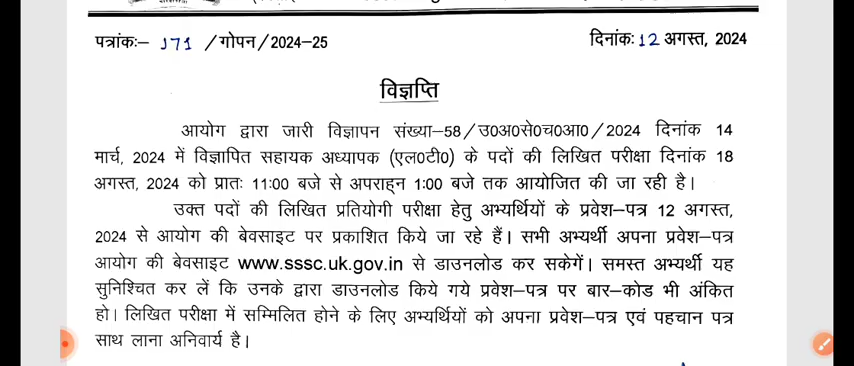 पत्रांकः– 171 /गोपन/2024–25
दिनांकः 12 अगस्त, 2024
विज्ञप्ति
आयोग द्वारा जारी विज्ञापन संख्या–58/उ0अ0से0च0आ0/2024 दिनांक 14
मार्च, 2024 में विज्ञापित सहायक अध्यापक (एल0टी0) के पदों की लिखित परीक्षा दिनांक 18
अगस्त, 2024 को प्रातः 11:00 बजे से अपराह्न 1:00 बजे तक आयोजित की जा रही है।
उक्त पदों की लिखित प्रतियोगी परीक्षा हेतु अभ्यर्थियों के प्रवेश–पत्र 12 अगस्त,
2024 से आयोग की बेवसाइट पर प्रकाशित किये जा रहे हैं। सभी अभ्यर्थी अपना प्रवेश–पत्र
आयोग की बेवसाइट www.sssc.uk.gov.in से डाउनलोड कर सकेगें। समस्त अभ्यर्थी यह
सुनिश्चित कर लें कि उनके द्वारा डाउनलोड किये गये प्रवेश–पत्र पर बार–कोड भी अंकित
हो। लिखित परीक्षा में सम्मिलित होने के लिए अभ्यर्थियों को अपना प्रवेश–पत्र एवं पहचान पत्र
साथ लाना अनिवार्य है।